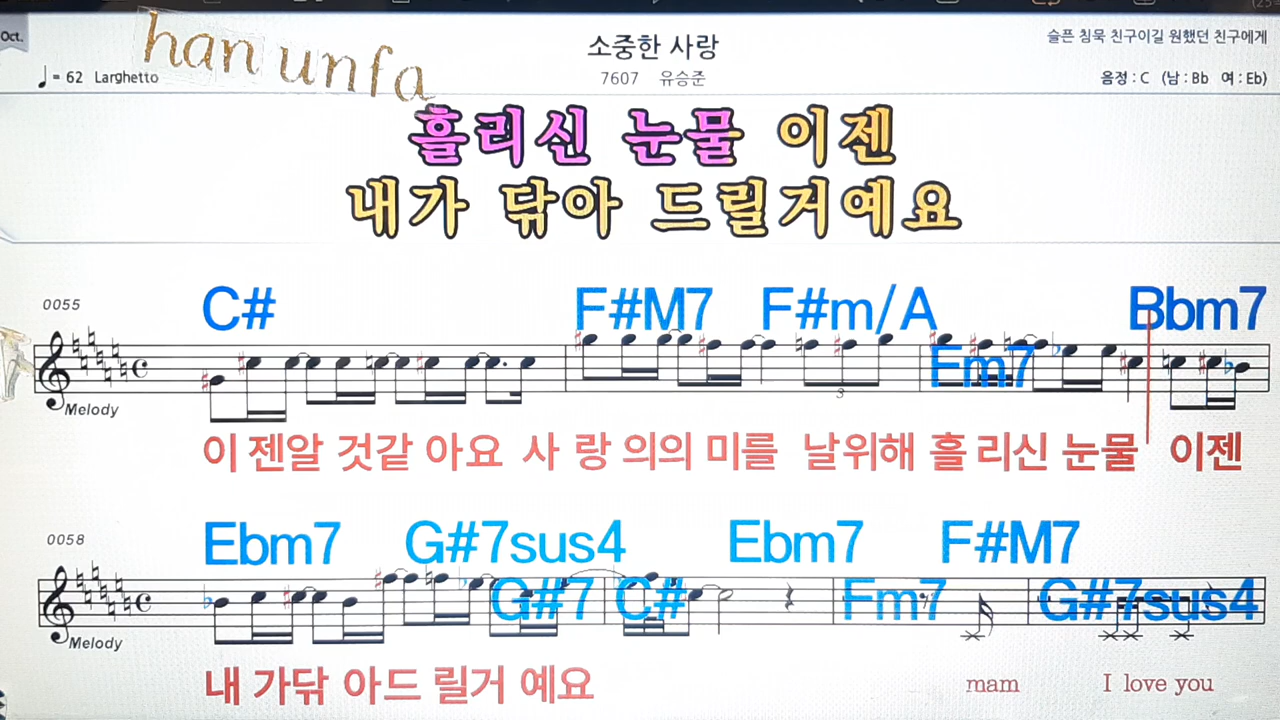 Oct.
han unfa
소중한 사랑
슬픈 침묵 친구이길 원했던 친구에게
♩= 62 Larghetto
7607 유승준
음정 : C (남 : Bb 여 : Eb)
흘리신 눈물 이젠
내가 닦아 드릴거예요
0055
C# F#M7 F#m/A Fm7 Bbm7
Melody
3
이 젠알 것같 아요 사 랑 의의 미를 날위해 흘 리신 눈물 이젠
0058
Ebm7 G#7sus4 G#7 C# Ebm7 Fm7 F#M7 G#7sus4
Melody
내 가닦 아드 릴거 예요 mam I love you